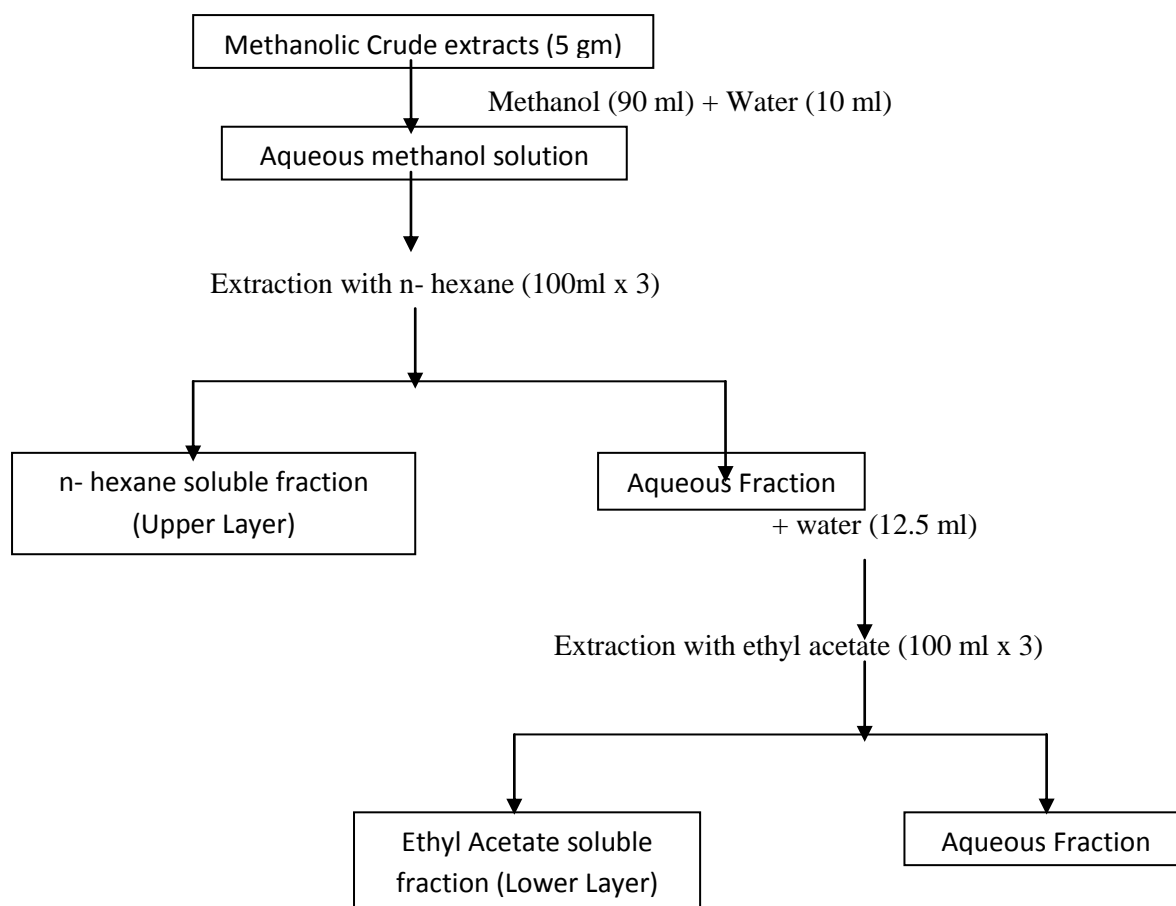 Methanolic Crude extracts (5 gm)
Methanol (90 ml) + Water (10 ml)
Aqueous methanol solution
Extraction with n- hexane (100ml x 3)
n- hexane soluble fraction
(Upper Layer)
Aqueous Fraction
+ water (12.5 ml)
Extraction with ethyl acetate (100 ml x 3)
Ethyl Acetate soluble
fraction (Lower Layer)
Aqueous Fraction